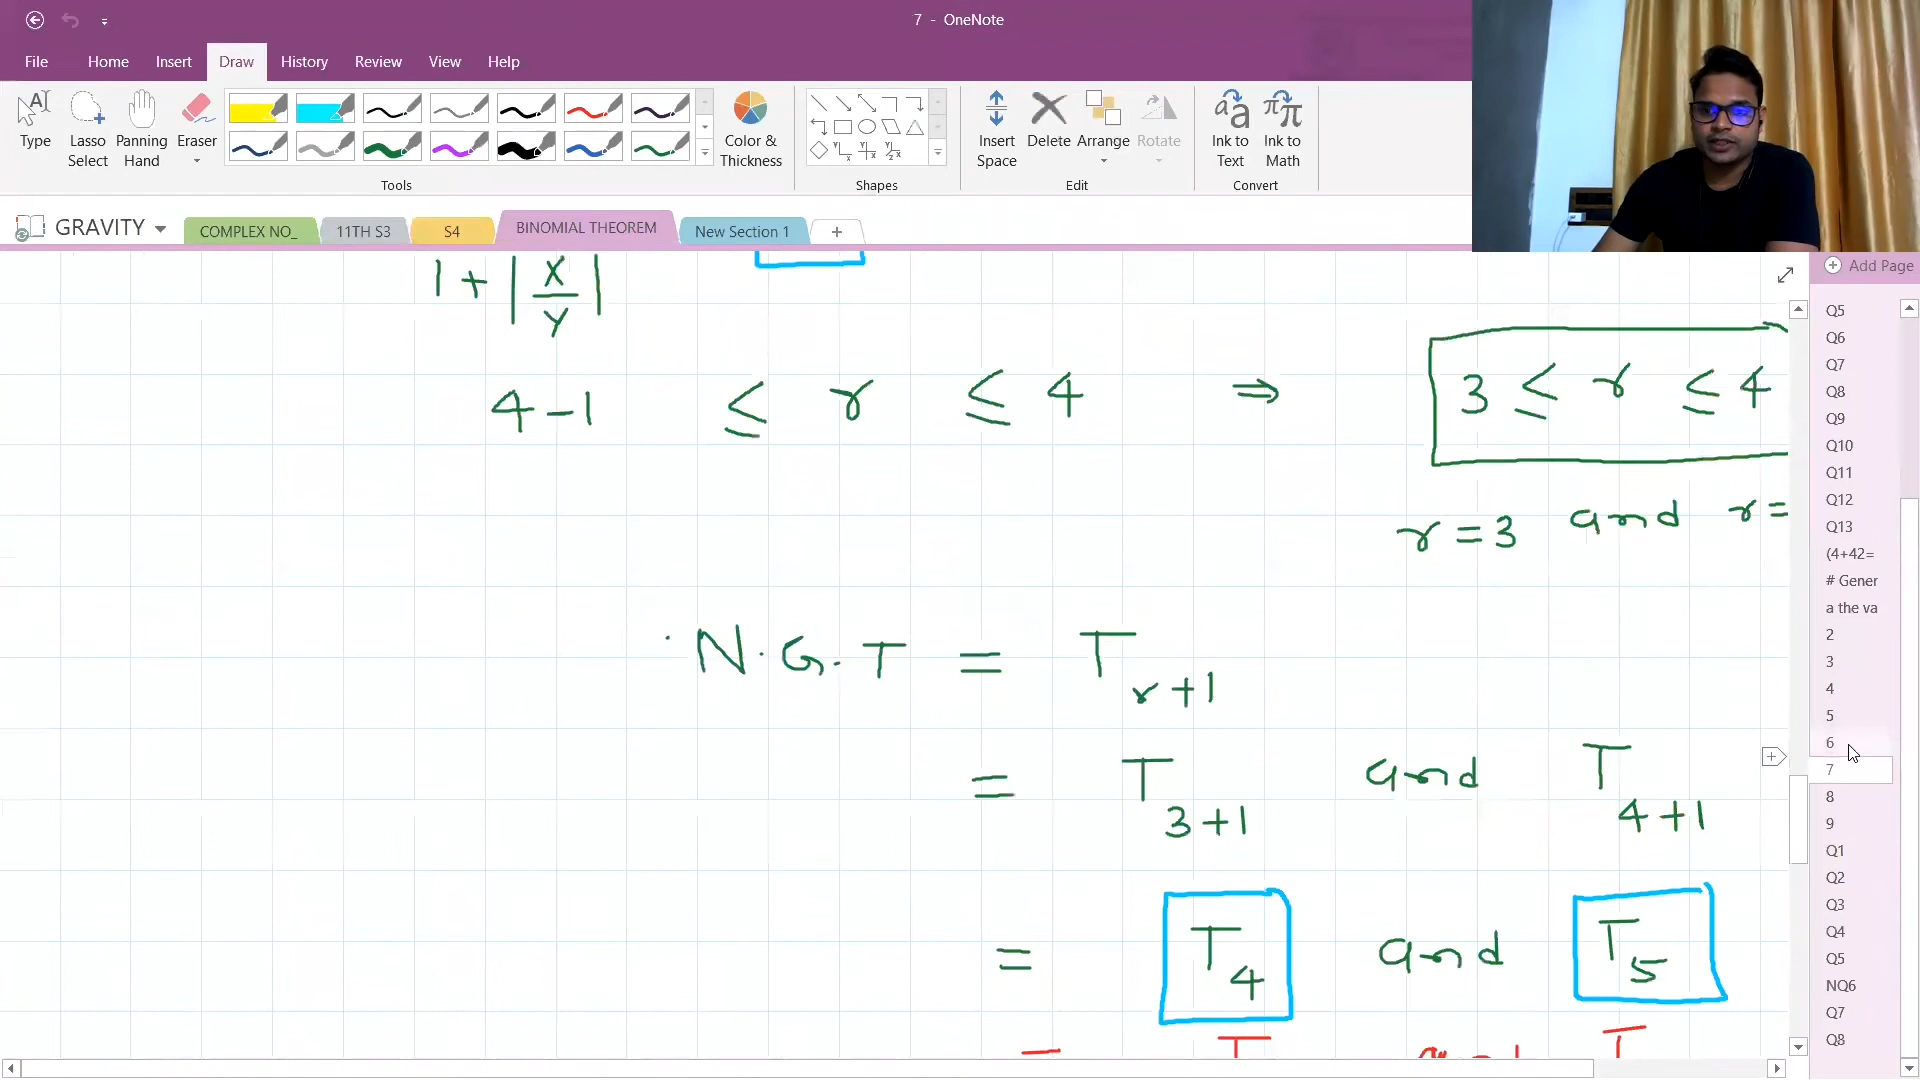 7 - OneNote
File Home Insert Draw History Review View Help
Type Lasso Select Panning Hand Eraser Color & Thickness Insert Space Delete Arrange Rotate Ink to Text Ink to Math
Tools Shapes Edit Convert
GRAVITY COMPLEX NO_ 11TH S3 S4 BINOMIAL THEOREM New Section 1 +
Add Page
1 + | X / Y |
4 - 1 ≤ r ≤ 4 ⇒ 3 ≤ r ≤ 4
r = 3 and r =
N.G.T = T r+1
= T 3+1 and T 4+1
= T 4 and T 5
= T and T
Q5
Q6
Q7
Q8
Q9
Q10
Q11
Q12
Q13
(4+42=
# Gener
a the va
2
3
4
5
6
7
8
9
Q1
Q2
Q3
Q4
Q5
NQ6
Q7
Q8